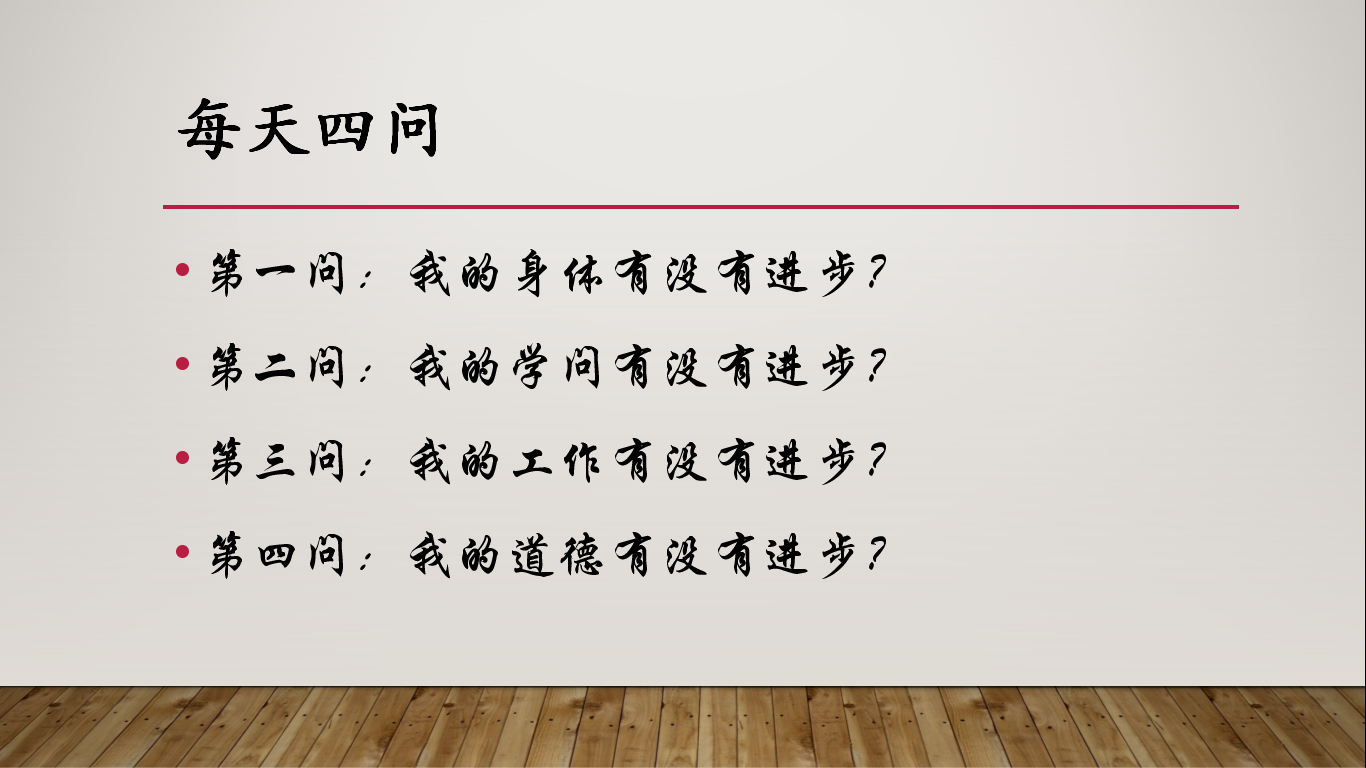 每天四问
• 第一问：我的身体有没有进步？
• 第二问：我的学问有没有进步？
• 第三问：我的工作有没有进步？
• 第四问：我的道德有没有进步？